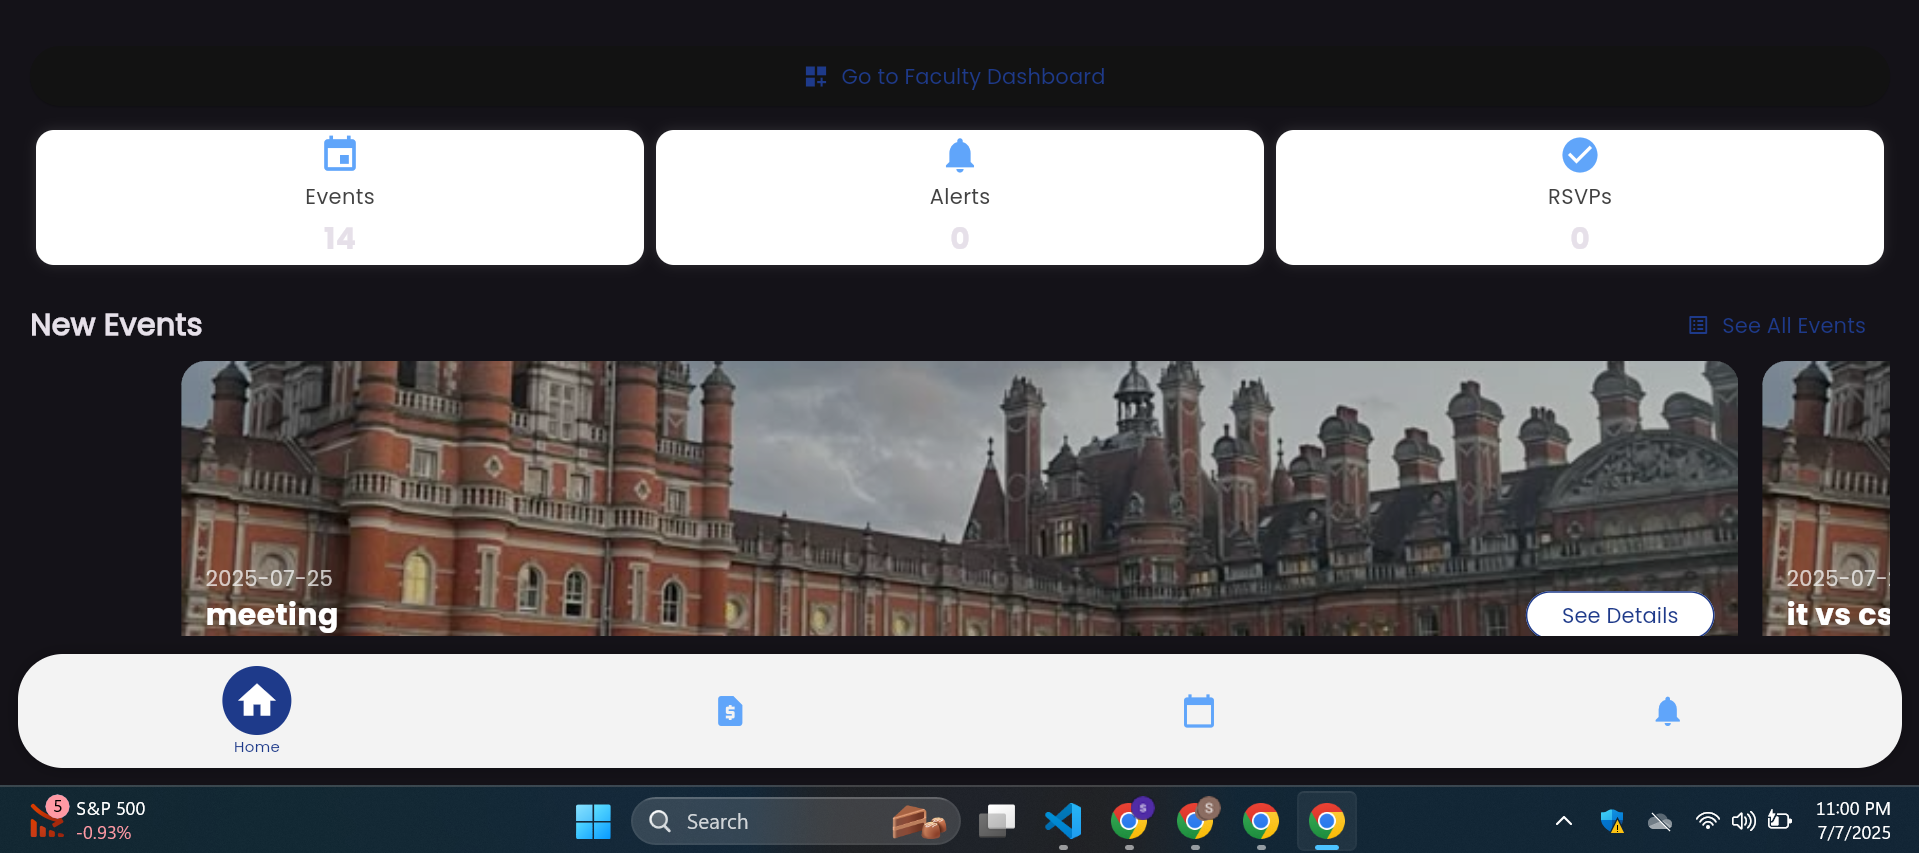 Go to Faculty Dashboard
Events
14
Alerts
0
RSVPs
0
New Events
See All Events
2025-07-25
meeting
See Details
2025-07-
it vs cs
Home
$
5
S&P 500
-0.93%
Search
S
S
11:00 PM
7/7/2025